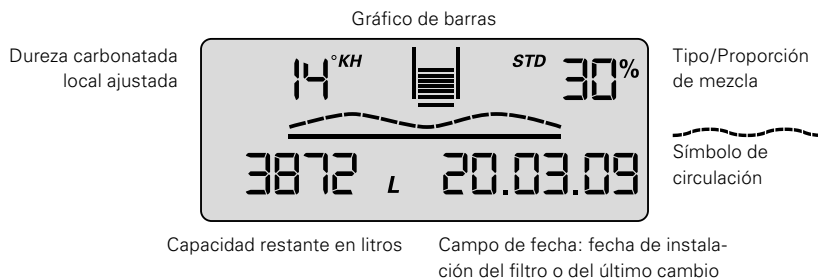 Gráfico de barras
Dureza carbonatada
local ajustada
14 °KH STD 30%
Tipo/Proporción
de mezcla
3872 L 20.03.09
Símbolo de
circulación
Capacidad restante en litros
Campo de fecha: fecha de instala-
ción del filtro o del último cambio